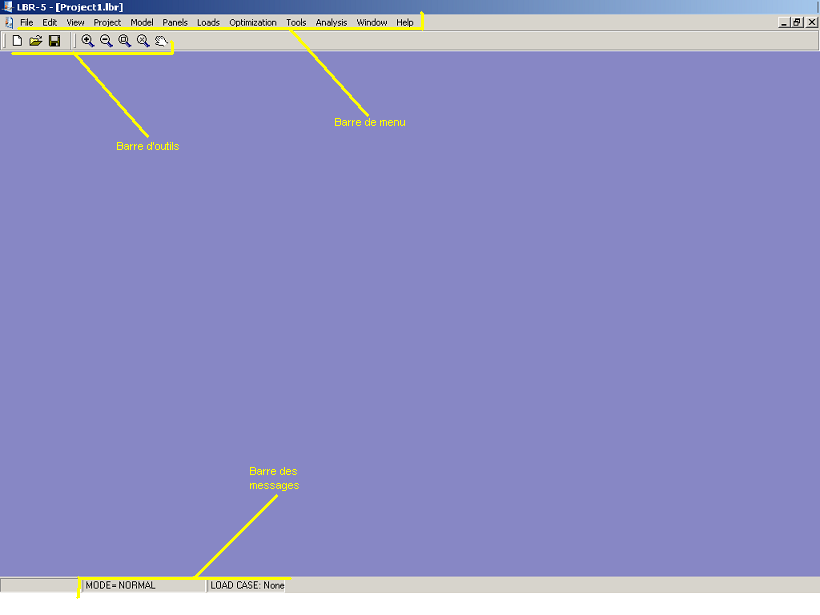 LBR-5 - [Project1.lbr]
File Edit View Project Model Panels Loads Optimization Tools Analysis Window Help
Barre de menu
Barre d'outils
Barre des
messages
MODE= NORMAL LOAD CASE: None